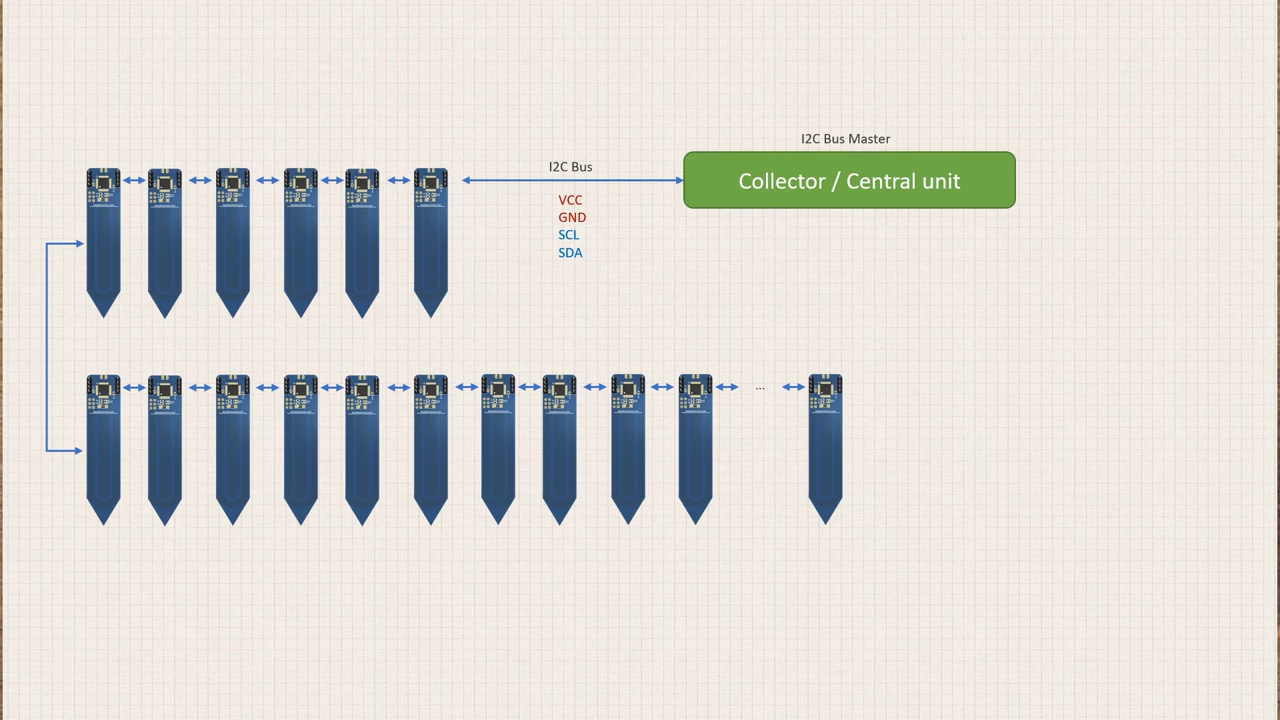 I2C Bus Master
I2C Bus
Collector / Central unit
VCC
GND
SCL
SDA
...